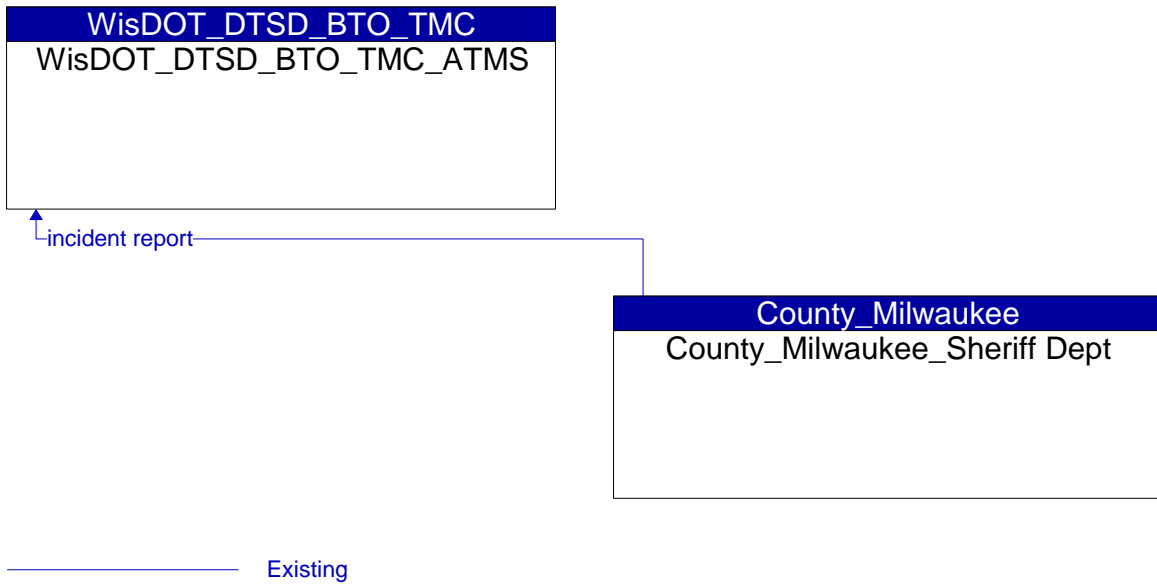 WisDOT_DTSD_BTO_TMC
WisDOT_DTSD_BTO_TMC_ATMS
incident report
County_Milwaukee
County_Milwaukee_Sheriff Dept
Existing